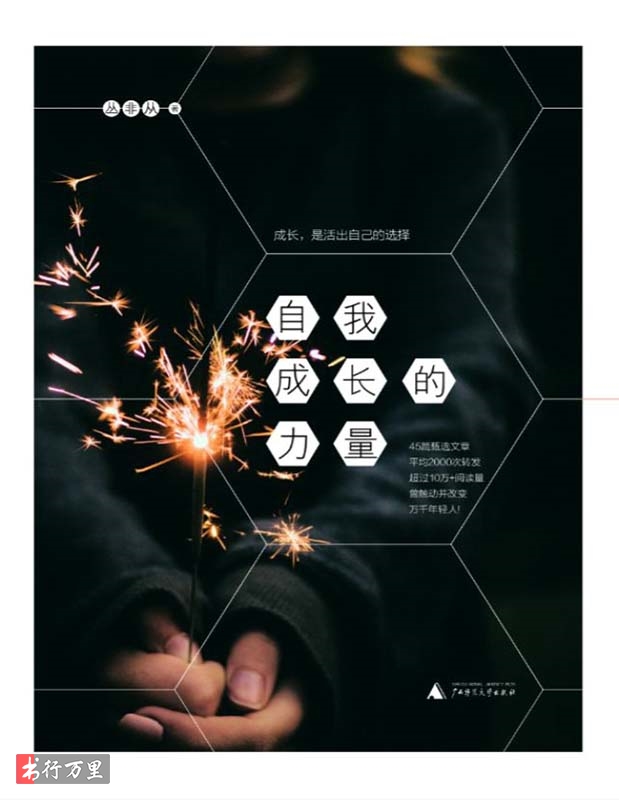 丛非从 著
成长，是活出自己的选择
自我
成长的
力量
45篇甄选文章
平均2000次转发
超过10万+阅读量
曾触动并改变
万千年轻人!
广西师范大学出版社
书行万里